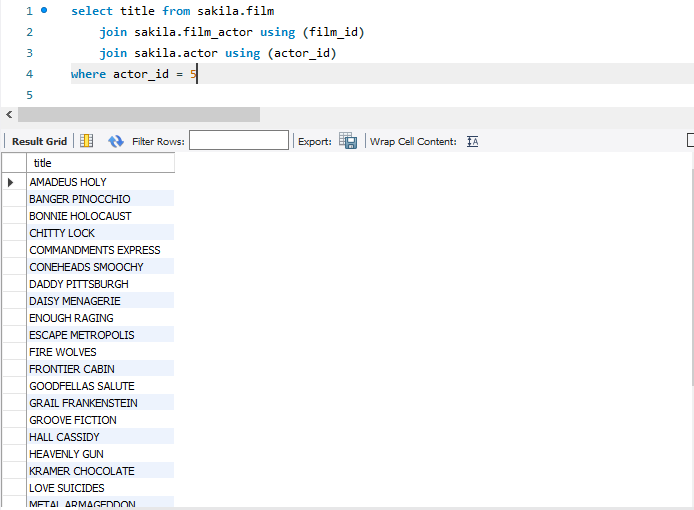 1 select title from sakila.film
2 join sakila.film_actor using (film_id)
3 join sakila.actor using (actor_id)
4 where actor_id = 5
5
Result Grid Filter Rows: Export: Wrap Cell Content: IA
title
AMADEUS HOLY
BANGER PINOCCHIO
BONNIE HOLOCAUST
CHITTY LOCK
COMMANDMENTS EXPRESS
CONEHEADS SMOOCHY
DADDY PITTSBURGH
DAISY MENAGERIE
ENOUGH RAGING
ESCAPE METROPOLIS
FIRE WOLVES
FRONTIER CABIN
GOODFELLAS SALUTE
GRAIL FRANKENSTEIN
GROOVE FICTION
HALL CASSIDY
HEAVENLY GUN
KRAMER CHOCOLATE
LOVE SUICIDES
METAL ARMAGEDDON